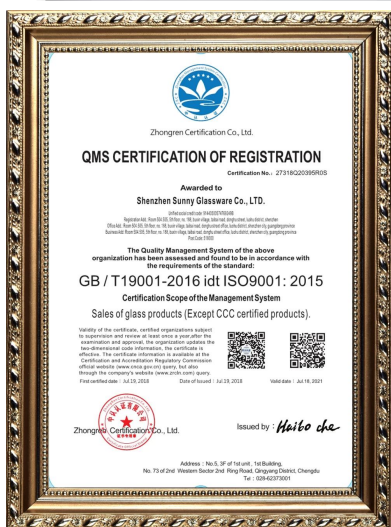 Zhongren Certification Co., Ltd.
QMS CERTIFICATION OF REGISTRATION
Certification No.: 27318Q20395R0S
Awarded to
Shenzhen Sunny Glassware Co., LTD.
The Quality Management System of the above
organization has been assessed and found to be in accordance with
the requirements of the standard:
GB / T19001-2016 idt ISO9001: 2015
Certification Scope of the Management System
Sales of glass products (Except CCC certified products).
Validity of the certificate, certified organizations subject
to supervision and review at least once a year, after the
examination and approval, the organization updates the
two-dimensional code information, the certificate is
effective. The certificate information is available at the
Certification and Accreditation Regulatory Commission
official website (www.cnca.gov.cn) query, but also
through the company's website (www.zrcln.com) query.
First certified date : Jul.19, 2018 Date of Issued : Jul.19, 2018 Valid date : Jul.18, 2021
Zhongren Certification Co., Ltd.
Issued by : Haibo che
Address : No.5, 3F of 1st unit , 1st Building,
No. 73 of 2nd Western Sector 2nd Ring Road, Qingyang District, Chengdu
Tel : 028-62373001